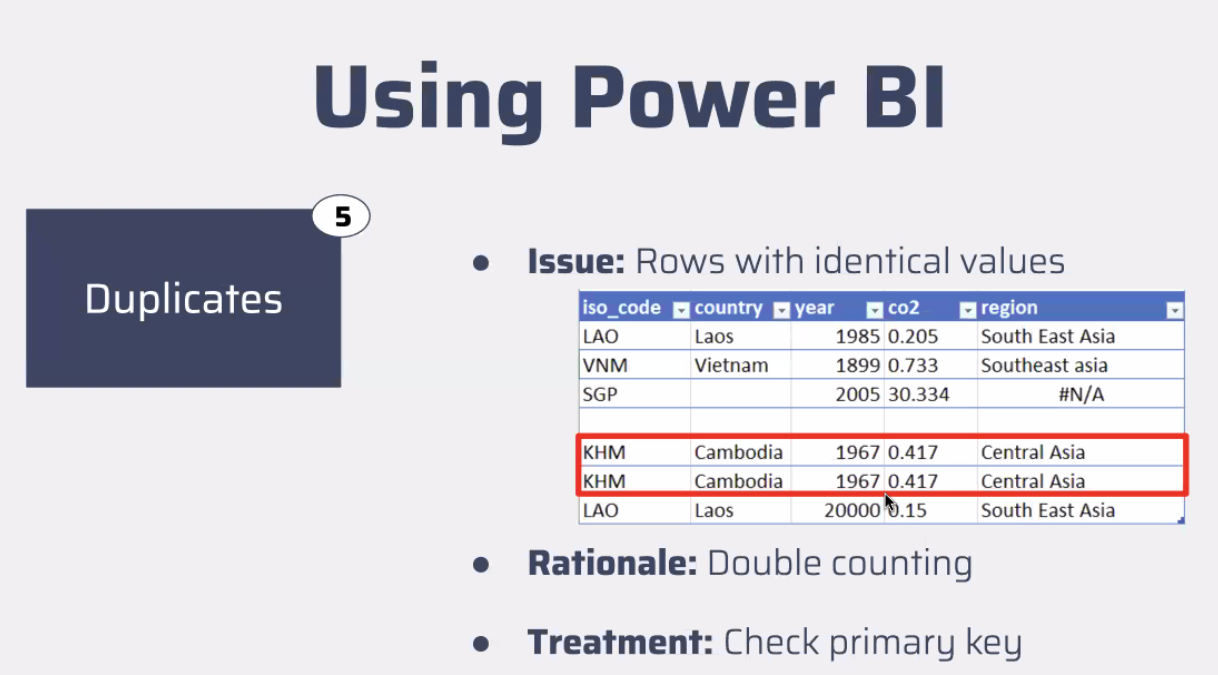 Using Power BI
5
Duplicates
● Issue: Rows with identical values
iso_code country year co2 region
LAO Laos 1985 0.205 South East Asia
VNM Vietnam 1899 0.733 Southeast asia
SGP 2005 30.334 #N/A
KHM Cambodia 1967 0.417 Central Asia
KHM Cambodia 1967 0.417 Central Asia
LAO Laos 20000 0.15 South East Asia
● Rationale: Double counting
● Treatment: Check primary key